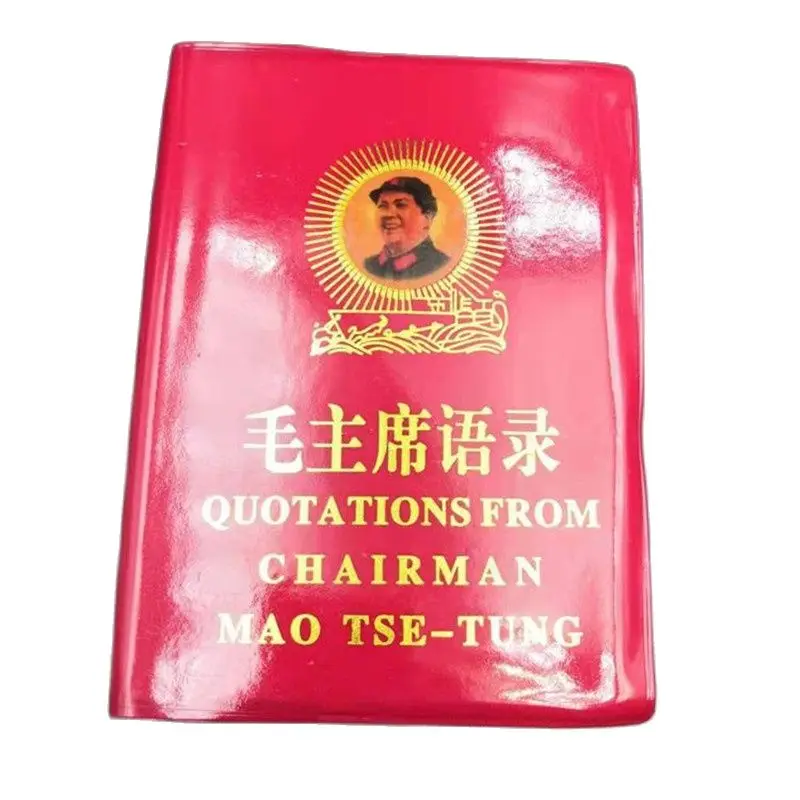 毛主席语录
QUOTATIONS FROM
CHAIRMAN
MAO TSE-TUNG